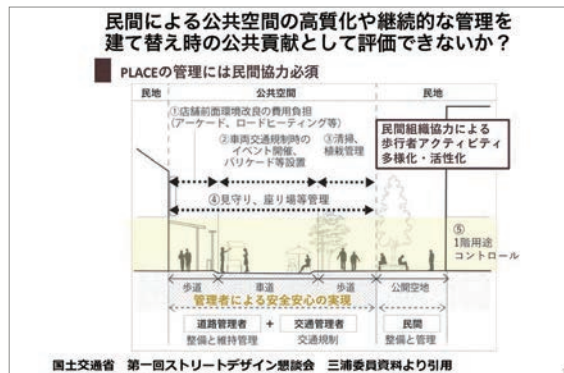 民間による公共空間の高質化や継続的な管理を
建て替え時の公共貢献として評価できないか?
PLACEの管理には民間協力必須
民地
公共空間
民地
①店舗前面環境改良の費用負担
(アーケード、ロードヒーティング等)
②車両交通規制時の
イベント開催、
バリケード等設置
③清掃、
植栽管理
民間組織協力による
歩行者アクティビティ
多様化・活性化
④見守り、座り場等管理
⑤
1階用途
コントロール
歩道
車道
歩道
公開空地
管理者による安全安心の実現
道路管理者
+
交通管理者
民間
整備と維持管理
交通規制
整備と管理
国土交通省 第一回ストリートデザイン懇談会 三浦委員資料より引用